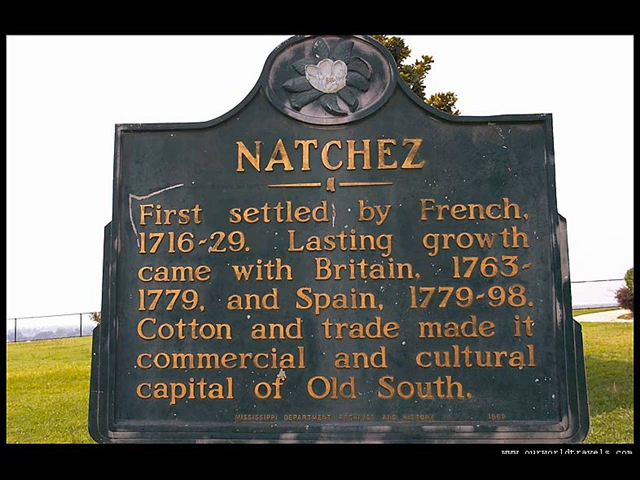 NATCHEZ
First settled by French,
1716-29. Lasting growth
came with Britain, 1763-
1779, and Spain, 1779-98.
Cotton and trade made it
commercial and cultural
capital of Old South.
MISSISSIPPI DEPARTMENT ARCHIVES AND HISTORY
www.ourworldtravels.com